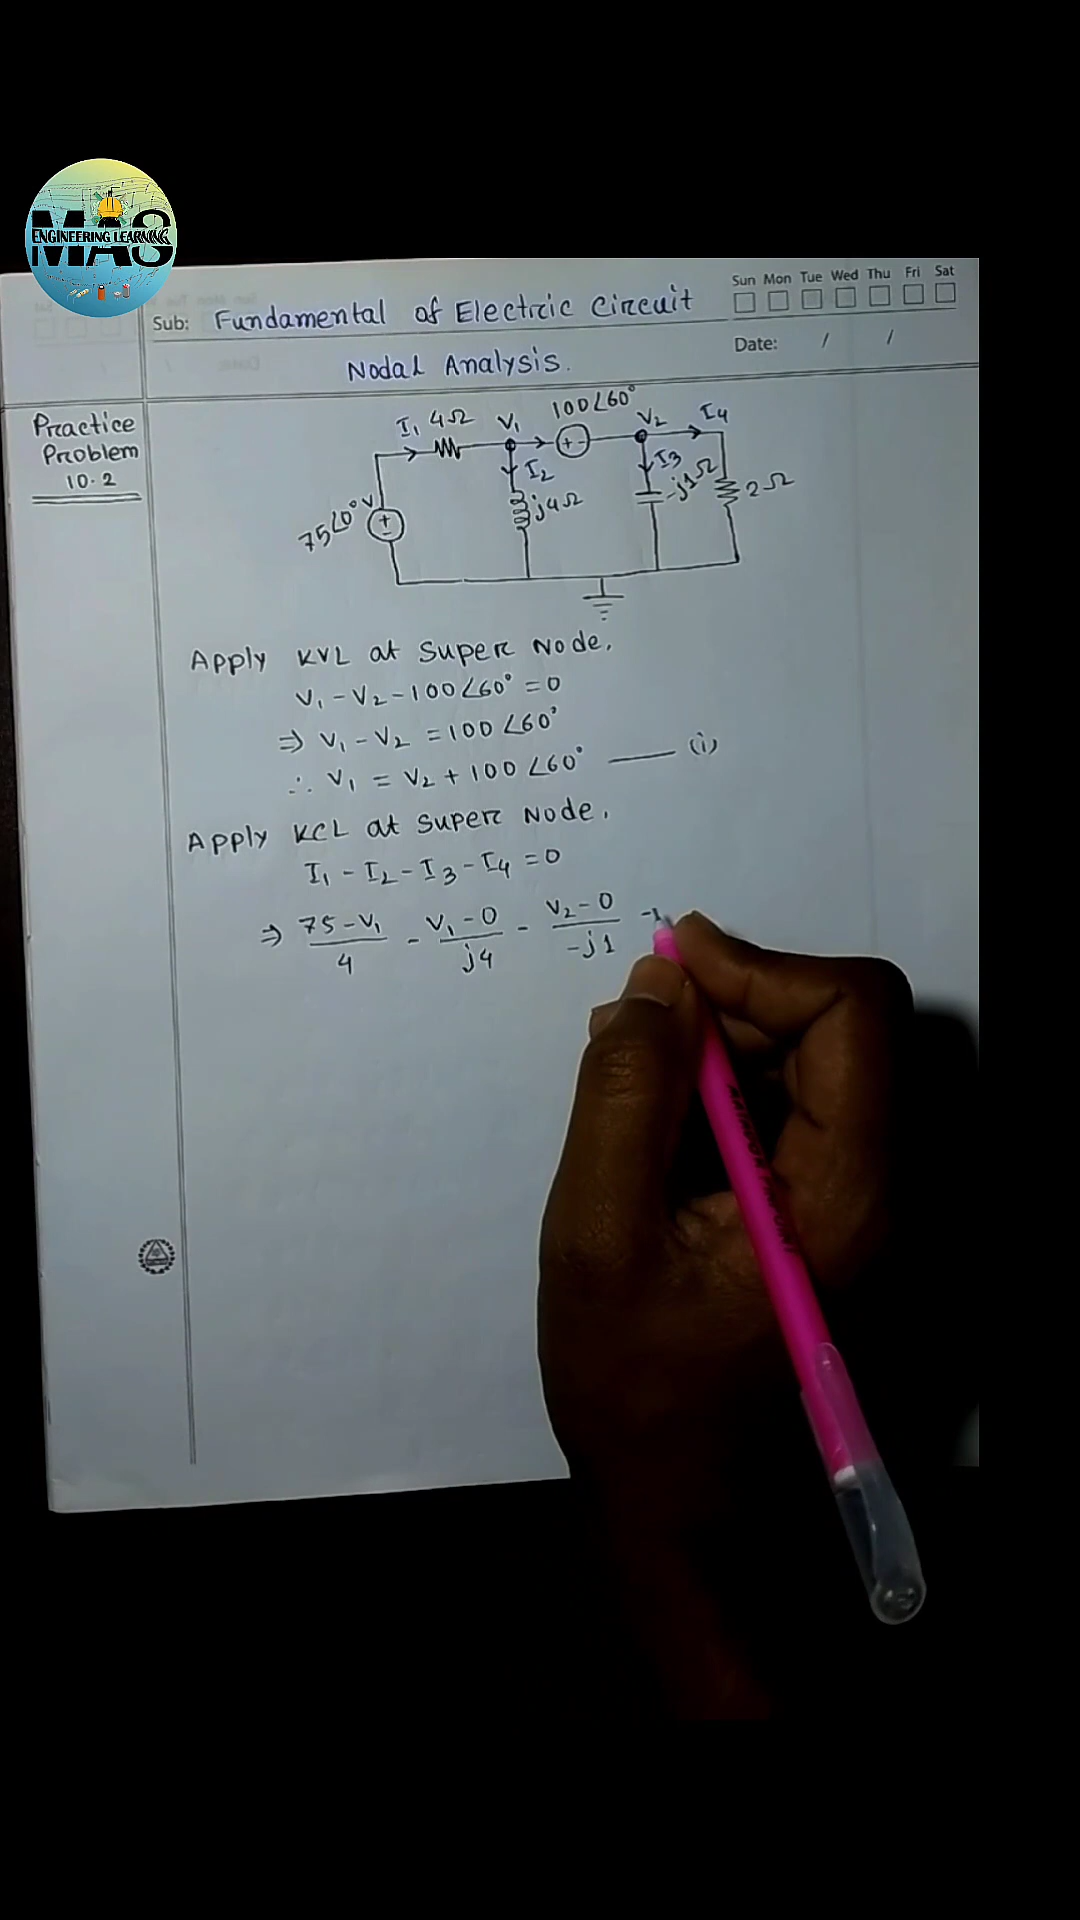 MAS
ENGINEERING LEARNING
Sun Mon Tue Wed Thu Fri Sat
Sub: Fundamental of Electric Circuit
Date: / /
Nodal Analysis.
Practice
Problem
10.2
I₁ 4Ω V₁ 100∠60° V₂ I₄
I₂ I₃
75∠0° V j4Ω -j1Ω 2Ω
Apply KVL at Super Node,
V₁ - V₂ - 100∠60° = 0
⇒ V₁ - V₂ = 100∠60°
∴ V₁ = V₂ + 100∠60° —— (i)
Apply KCL at Super Node,
I₁ - I₂ - I₃ - I₄ = 0
⇒ (75 - V₁)/4 - (V₁ - 0)/j4 - (V₂ - 0)/-j1 -